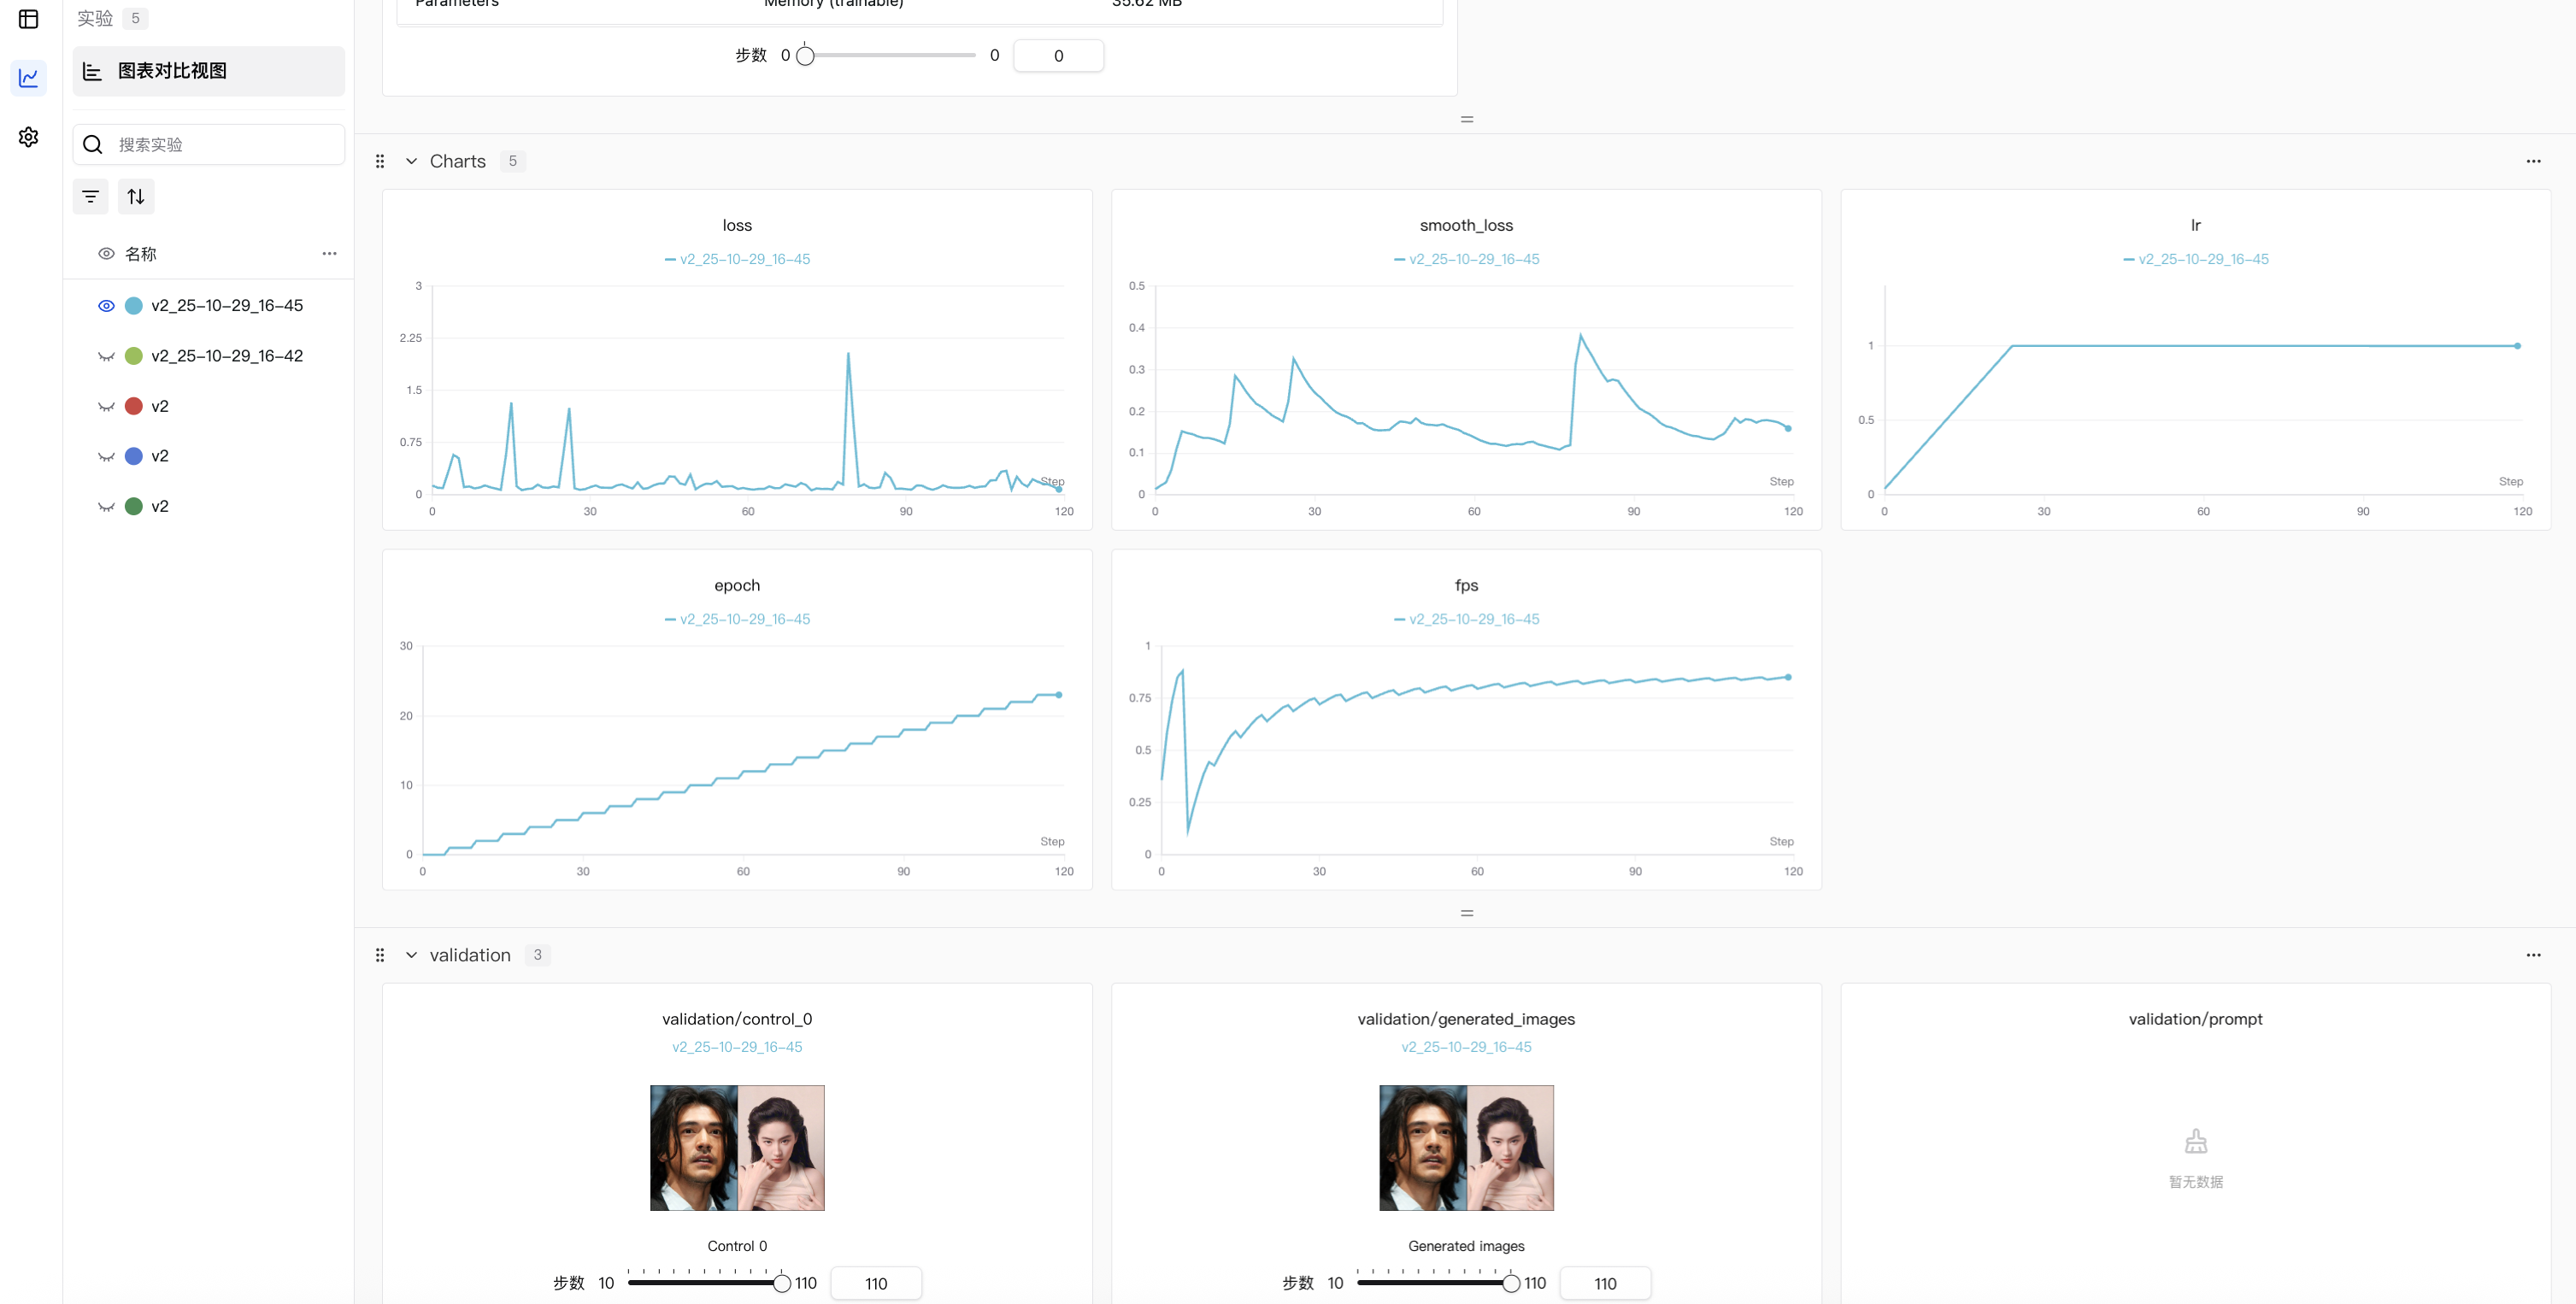 实验 5
图表对比视图
搜索实验
名称
v2_25-10-29_16-45
v2_25-10-29_16-42
v2
v2
v2
Parameters Memory (trainable) 35.62 MB
步数 0 0 0
Charts 5
loss
v2_25-10-29_16-45
3
2.25
1.5
0.75
0
0 30 60 90 120
Step
smooth_loss
v2_25-10-29_16-45
0.5
0.4
0.3
0.2
0.1
0
0 30 60 90 120
Step
lr
v2_25-10-29_16-45
1
0.5
0
0 30 60 90 120
Step
epoch
v2_25-10-29_16-45
30
20
10
0
0 30 60 90 120
Step
fps
v2_25-10-29_16-45
1
0.75
0.5
0.25
0
0 30 60 90 120
Step
validation 3
validation/control_0
v2_25-10-29_16-45
Control 0
步数 10 110 110
validation/generated_images
v2_25-10-29_16-45
Generated images
步数 10 110 110
validation/prompt
暂无数据